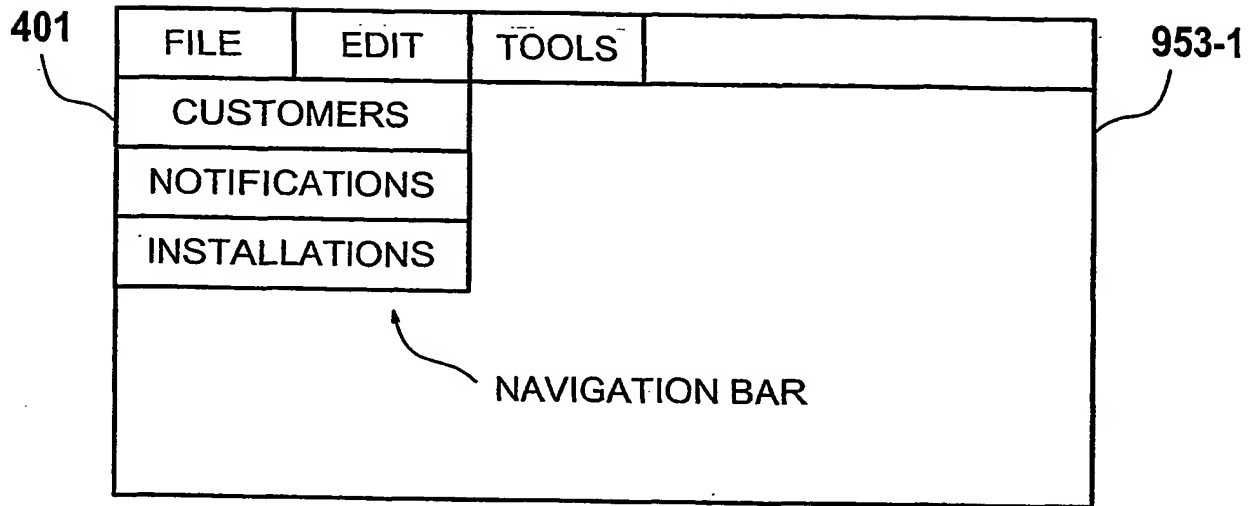 401
FILE EDIT TOOLS
953-1
CUSTOMERS
NOTIFICATIONS
INSTALLATIONS
NAVIGATION BAR